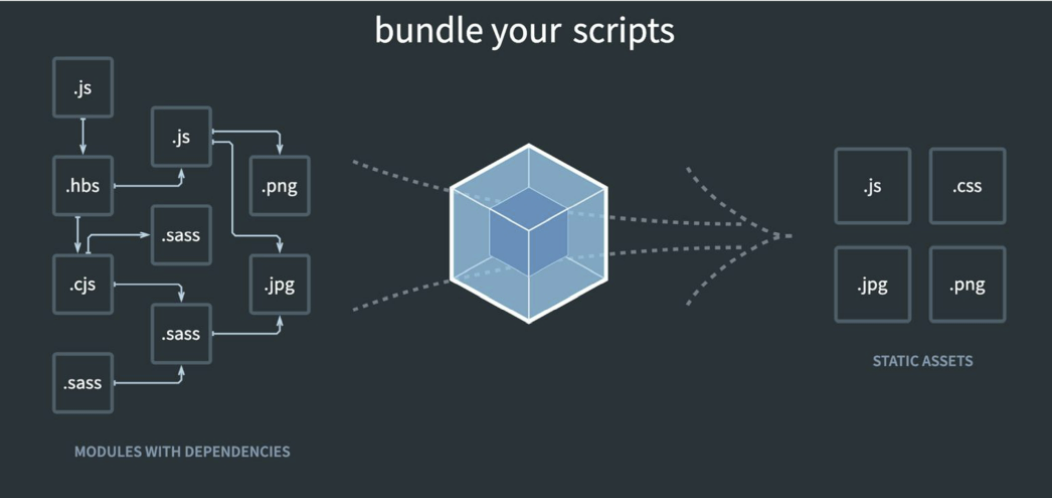 bundle your scripts
.js
.js
.hbs
.png
.sass
.cjs
.jpg
.sass
.sass
MODULES WITH DEPENDENCIES
.js
.css
.jpg
.png
STATIC ASSETS